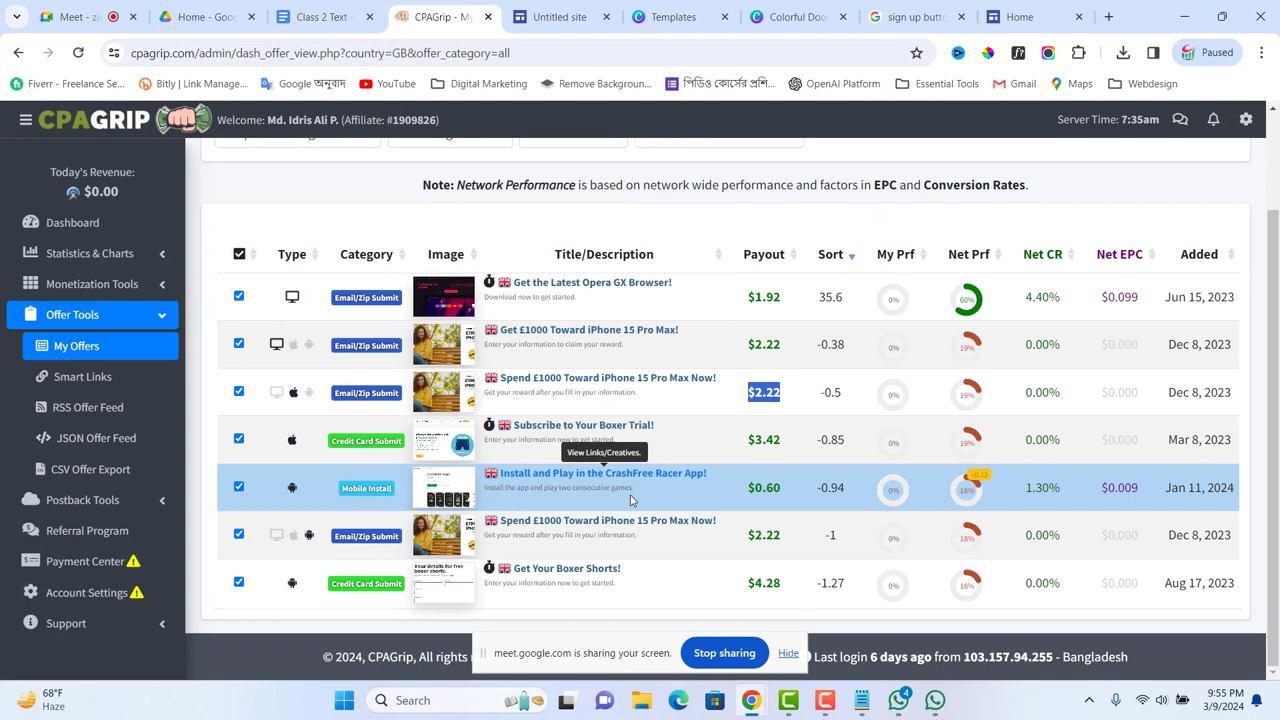 Meet - ze
Home - Google
Class 2 Text -
CPAGrip - My
Untitled site
Templates
Colorful Doo
sign up butt
Home
cpagrip.com/admin/dash_offer_view.php?country=GB&offer_category=all
Paused
Fiverr - Freelance Se...
Bitly | Link Manage...
Google অনুবাদ
YouTube
Digital Marketing
Remove Backgroun...
পিডিও কোর্সের প্রশি...
OpenAI Platform
Essential Tools
Gmail
Maps
Webdesign
CPAGRIP
Welcome: Md. Idris Ali P. (Affiliate: #1909826)
Server Time: 7:35am
Today's Revenue:
$0.00
Dashboard
Statistics & Charts
Monetization Tools
Offer Tools
My Offers
Smart Links
RSS Offer Feed
JSON Offer Feed
CSV Offer Export
Postback Tools
Referral Program
Payment Center
Account Settings
Support
Note: Network Performance is based on network wide performance and factors in EPC and Conversion Rates.
Type Category Image Title/Description Payout Sort My Prf Net Prf Net CR Net EPC Added
Email/Zip Submit Get the Latest Opera GX Browser! $1.92 35.6 0% 60% 4.40% $0.099 Jun 15, 2023
Download now to get started.
Email/Zip Submit Get £1000 Toward iPhone 15 Pro Max! $2.22 -0.38 0% 19% 0.00% $0.000 Dec 8, 2023
Enter your information to claim your reward.
Email/Zip Submit Spend £1000 Toward iPhone 15 Pro Max Now! $2.22 -0.5 0% 19% 0.00% $0.000 Dec 8, 2023
Get your reward after you fill in your information.
Credit Card Submit Subscribe to Your Boxer Trial! $3.42 -0.85 0% 19% 0.00% $0.000 Mar 8, 2024
Enter your information now to get started.
View Links/Creatives.
Mobile Install Install and Play in the CrashFree Racer App! $0.60 -0.94 0% 18% +0.12 1.30% $0.009 Jan 11, 2024
Install the app and play two consecutive games.
Email/Zip Submit Spend £1000 Toward iPhone 15 Pro Max Now! $2.22 -1 0% 18% 0.00% $0.000 Dec 8, 2023
Get your reward after you fill in your information.
Credit Card Submit Get Your Boxer Shorts! $4.28 -1.27 0% 18% 0.00% $0.000 Aug 17, 2023
Enter your information now to get started.
© 2024, CPAGrip, All rights
meet.google.com is sharing your screen.
Stop sharing
Hide
Last login 6 days ago from 103.157.94.255 - Bangladesh
68°F
Haze
Search
4
9:55 PM
3/9/2024